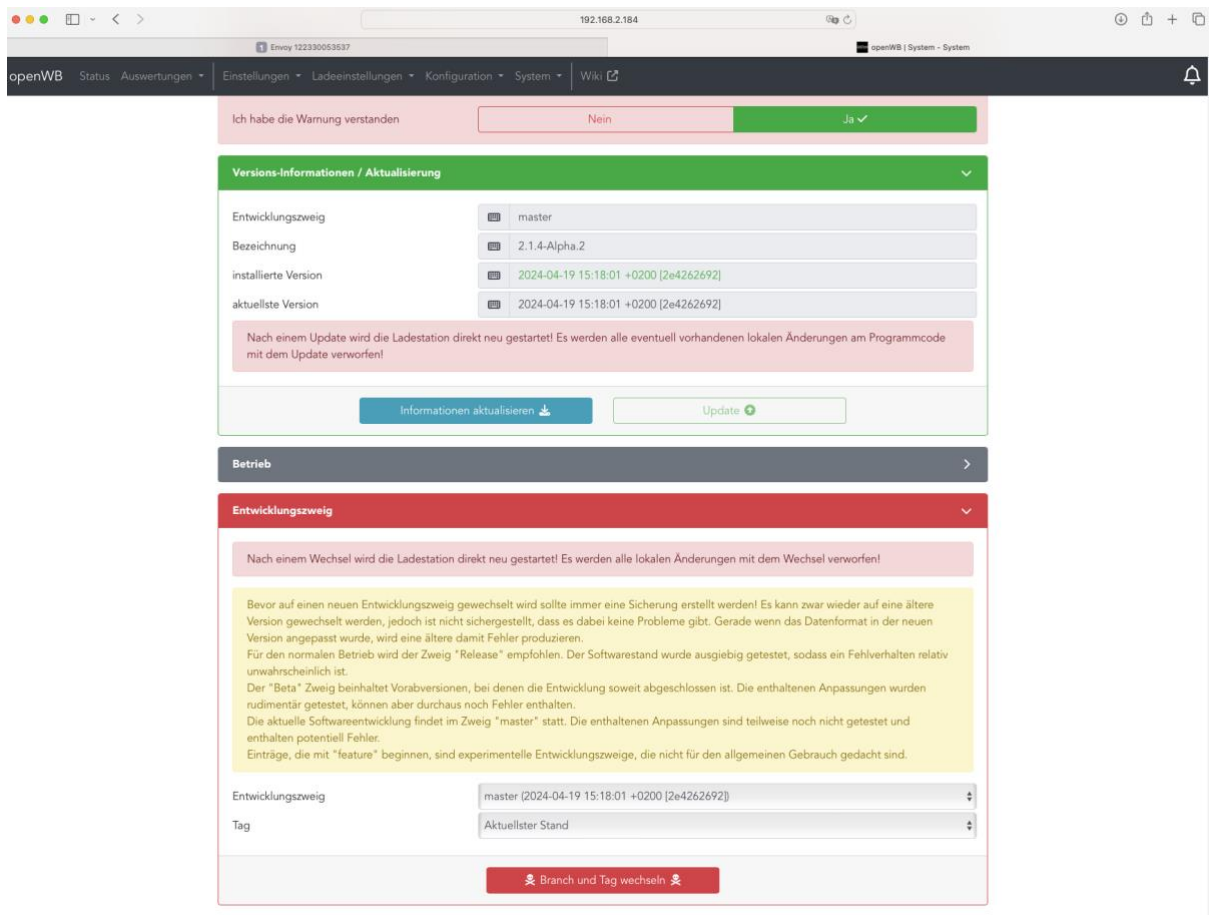 192.168.2.184
1 Envoy 122330053537
openWB | System - System
openWB Status Auswertungen Einstellungen Ladeeinstellungen Konfiguration System Wiki
Ich habe die Warnung verstanden Nein Ja
Versions-Informationen / Aktualisierung
Entwicklungszweig master
Bezeichnung 2.1.4-Alpha.2
installierte Version 2024-04-19 15:18:01 +0200 [2e4262692]
aktuellste Version 2024-04-19 15:18:01 +0200 [2e4262692]
Nach einem Update wird die Ladestation direkt neu gestartet! Es werden alle eventuell vorhandenen lokalen Änderungen am Programmcode
mit dem Update verworfen!
Informationen aktualisieren Update
Betrieb
Entwicklungszweig
Nach einem Wechsel wird die Ladestation direkt neu gestartet! Es werden alle lokalen Änderungen mit dem Wechsel verworfen!
Bevor auf einen neuen Entwicklungszweig gewechselt wird sollte immer eine Sicherung erstellt werden! Es kann zwar wieder auf eine ältere
Version gewechselt werden, jedoch ist nicht sichergestellt, dass es dabei keine Probleme gibt. Gerade wenn das Datenformat in der neuen
Version angepasst wurde, wird eine ältere damit Fehler produzieren.
Für den normalen Betrieb wird der Zweig "Release" empfohlen. Der Softwarestand wurde ausgiebig getestet, sodass ein Fehlverhalten relativ
unwahrscheinlich ist.
Der "Beta" Zweig beinhaltet Vorabversionen, bei denen die Entwicklung soweit abgeschlossen ist. Die enthaltenen Anpassungen wurden
rudimentär getestet, können aber durchaus noch Fehler enthalten.
Die aktuelle Softwareentwicklung findet im Zweig "master" statt. Die enthaltenen Anpassungen sind teilweise noch nicht getestet und
enthalten potentiell Fehler.
Einträge, die mit "feature" beginnen, sind experimentelle Entwicklungszweige, die nicht für den allgemeinen Gebrauch gedacht sind.
Entwicklungszweig master (2024-04-19 15:18:01 +0200 [2e4262692])
Tag Aktuellster Stand
Branch und Tag wechseln